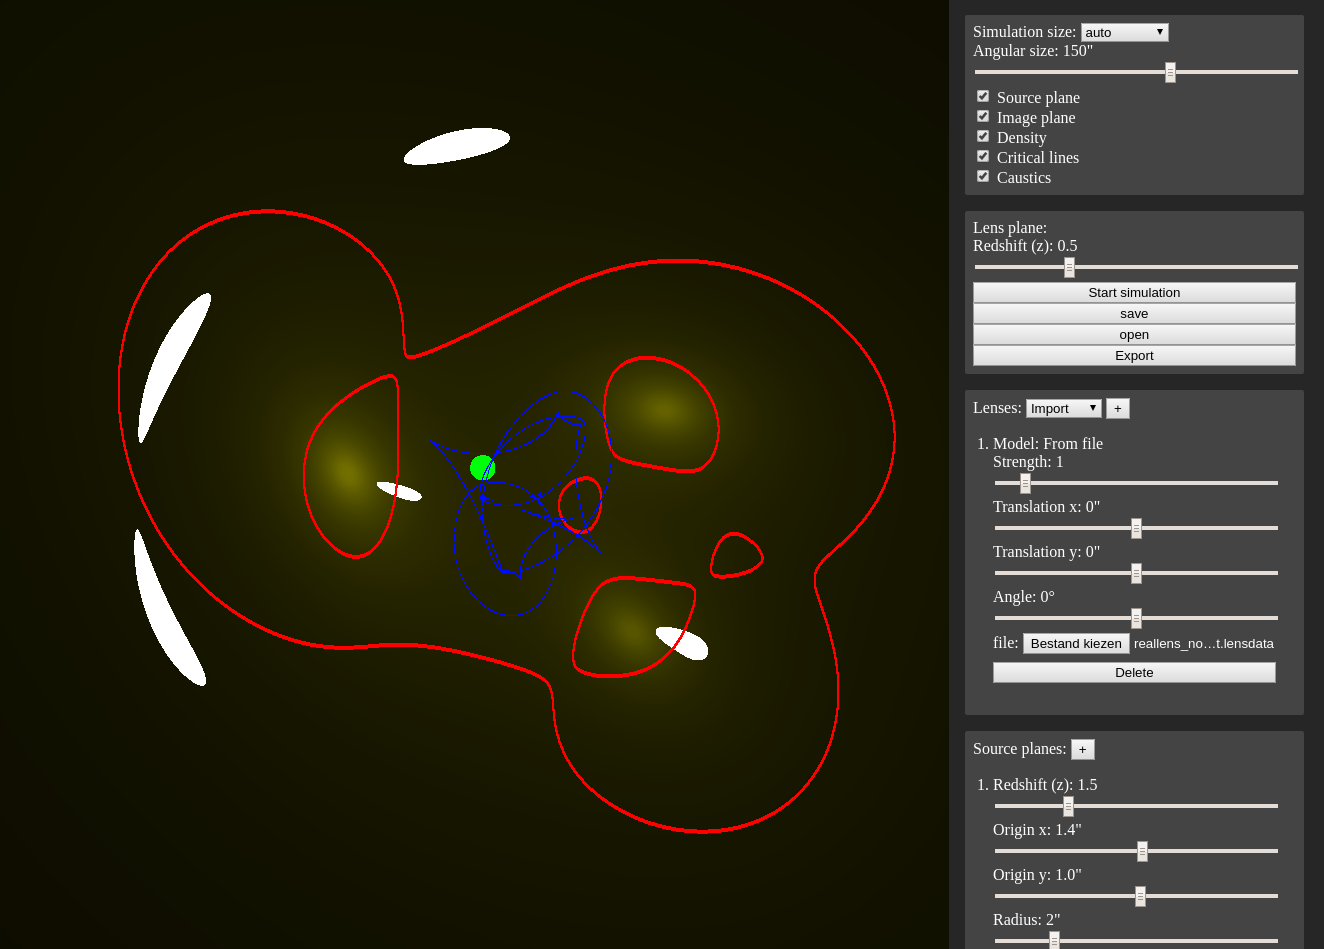 Simulation size: auto
Angular size: 150"
Source plane
Image plane
Density
Critical lines
Caustics
Lens plane:
Redshift (z): 0.5
Start simulation
save
open
Export
Lenses: Import +
1. Model: From file
Strength: 1
Translation x: 0"
Translation y: 0"
Angle: 0°
file: Bestand kiezen reallens_no…t.lensdata
Delete
Source planes: +
1. Redshift (z): 1.5
Origin x: 1.4"
Origin y: 1.0"
Radius: 2"